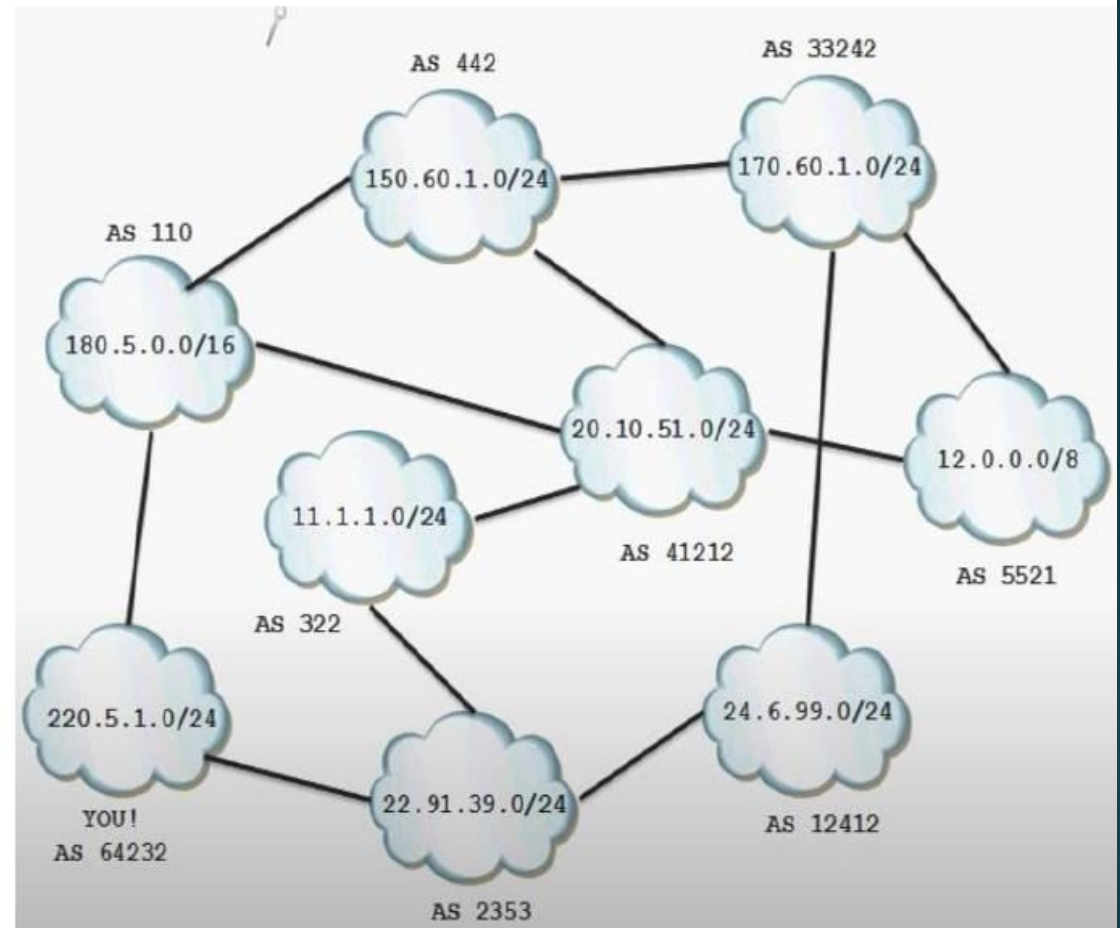 AS 33242
AS 442
170.60.1.0/24
150.60.1.0/24
AS 110
180.5.0.0/16
20.10.51.0/24
12.0.0.0/8
11.1.1.0/24
AS 41212
AS 5521
AS 322
220.5.1.0/24
24.6.99.0/24
22.91.39.0/24
YOU!
AS 64232
AS 12412
AS 2353